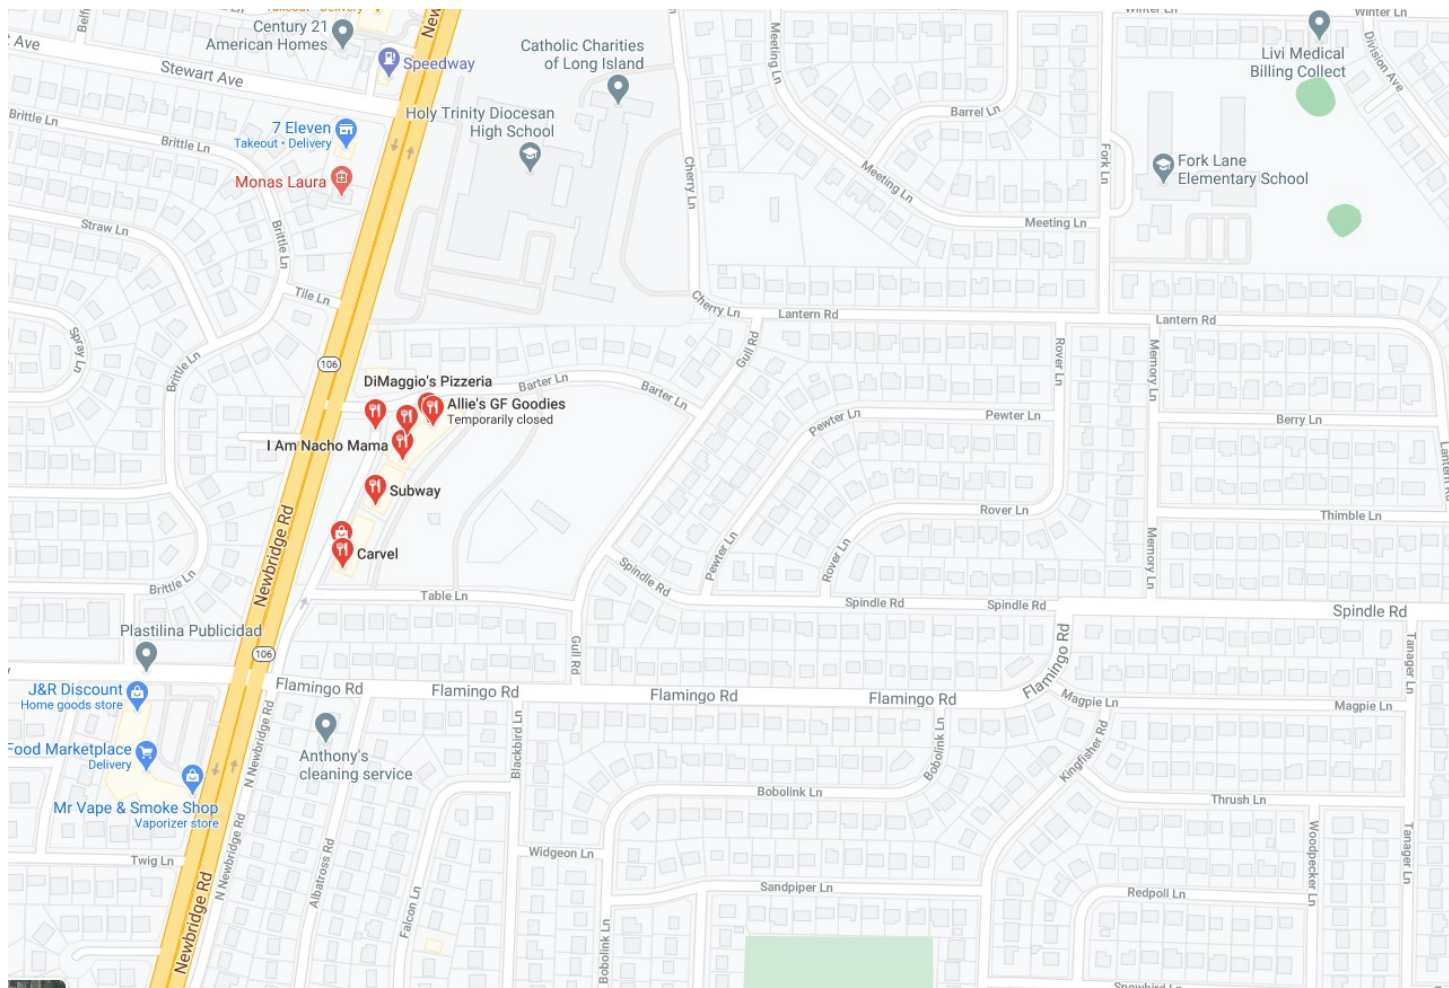 Takeout • Delivery
Century 21
American Homes
Speedway
Stewart Ave
Ave
Brittle Ln
Brittle Ln
7 Eleven
Takeout • Delivery
Monas Laura
Straw Ln
Brittle Ln
Tile Ln
Spray Ln
Brittle Ln
Catholic Charities
of Long Island
Holy Trinity Diocesan
High School
Meeting Ln
Winter Ln
Winter Ln
Livi Medical
Billing Collect
Division Ave
Barrel Ln
Cherry Ln
Meeting Ln
Fork Ln
Fork Lane
Elementary School
Meeting Ln
Cherry Ln
Lantern Rd
Lantern Rd
Gull Rd
Rover Ln
Memory Ln
106
DiMaggio's Pizzeria
Barter Ln
Barter Ln
Allie's GF Goodies
Temporarily closed
I Am Nacho Mama
Pewter Ln
Pewter Ln
Berry Ln
Lantern Rd
Subway
Rover Ln
Thimble Ln
Newbridge Rd
Carvel
Pewter Ln
Rover Ln
Memory Ln
Brittle Ln
Spindle Rd
Table Ln
Spindle Rd
Spindle Rd
Spindle Rd
Plastilina Publicidad
106
Gull Rd
Flamingo Rd
Tanager Ln
J&R Discount
Home goods store
Flamingo Rd
Flamingo Rd
Flamingo Rd
Flamingo Rd
Magpie Ln
Magpie Ln
N Newbridge Rd
Blackbird Ln
Bobolink Ln
Kingfisher Rd
Food Marketplace
Delivery
Anthony's
cleaning service
Mr Vape & Smoke Shop
Vaporizer store
Bobolink Ln
Thrush Ln
N Newbridge Rd
Albatross Rd
Widgeon Ln
Woodpecker Ln
Tanager Ln
Twig Ln
Sandpiper Ln
Redpoll Ln
Newbridge Rd
Falcon Ln
Bobolink Ln
Snowbird Ln